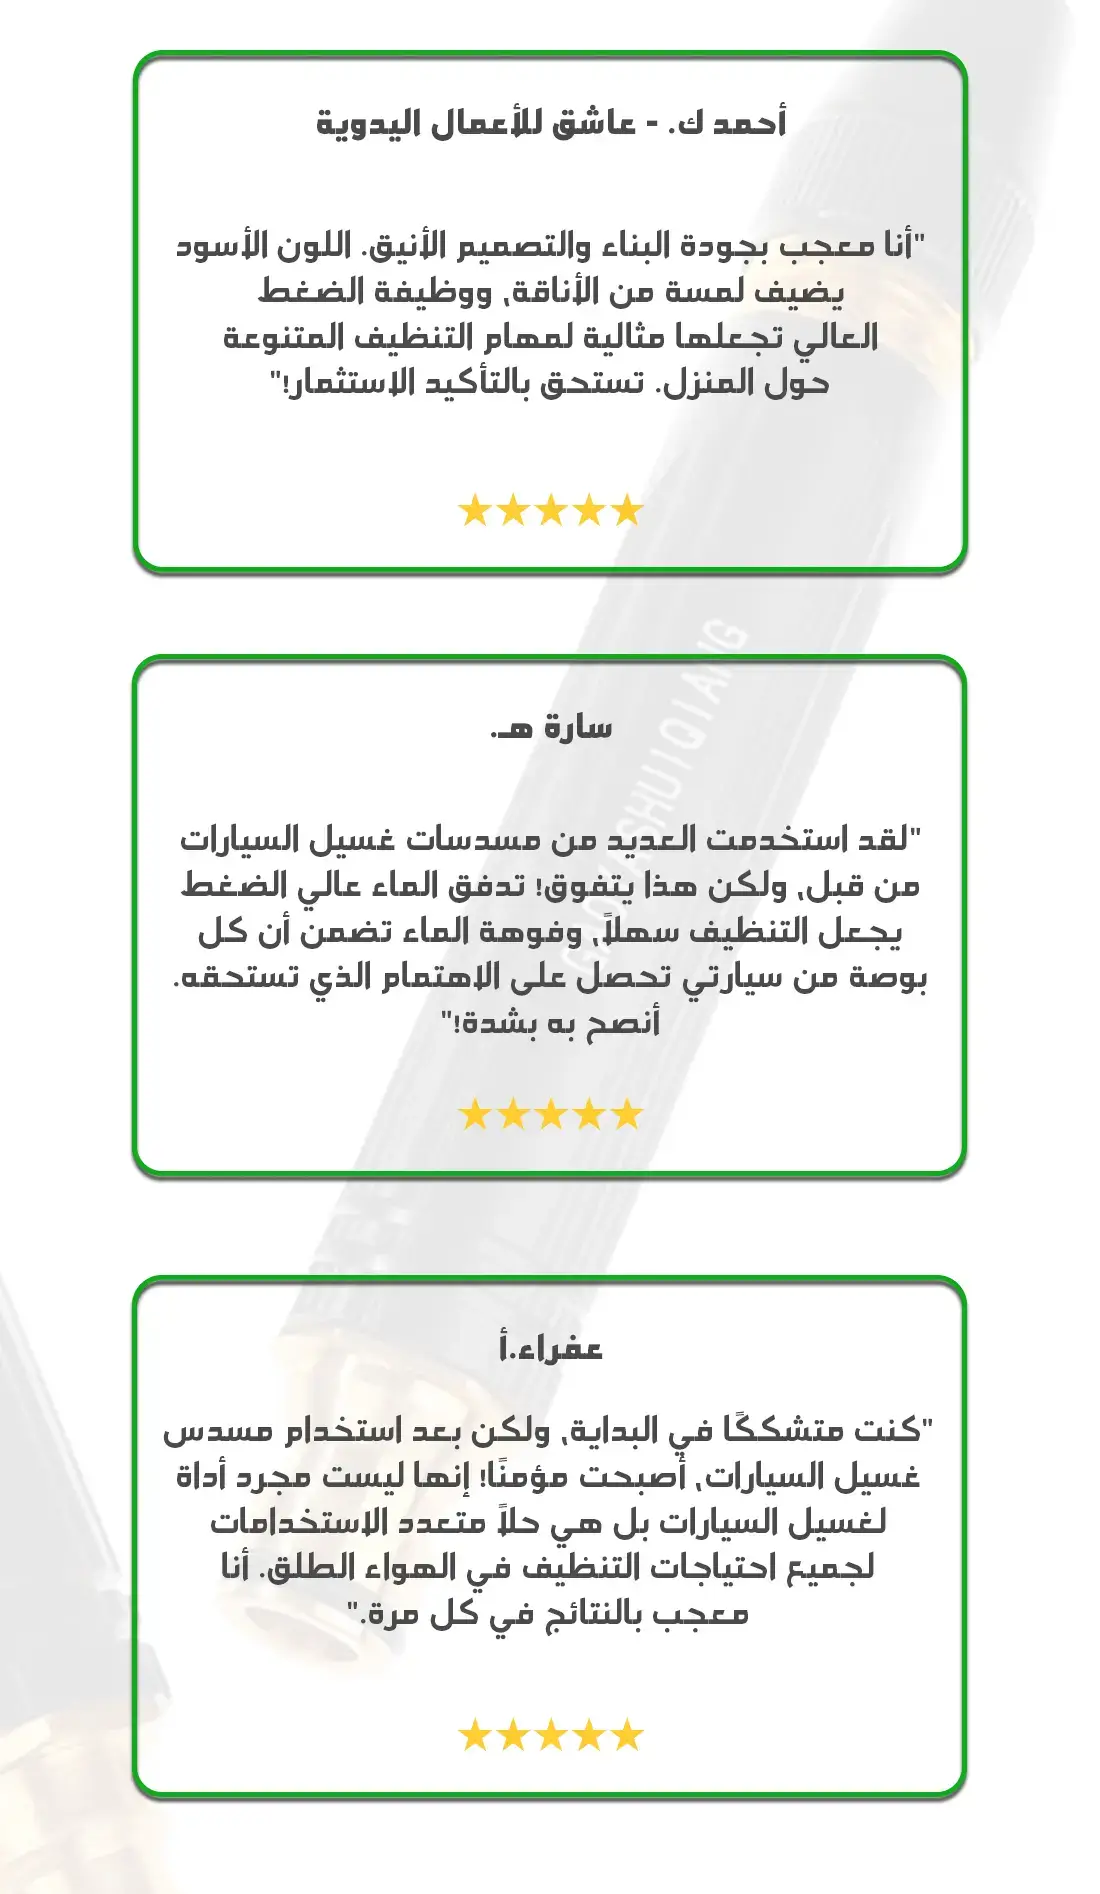 أحمد ك. - عاشق للأعمال اليدوية
"أنا معجب بجودة البناء والتصميم الأنيق. اللون الأسود
يضيف لمسة من الأناقة, ووظيفة الضغط
العالي تجعلها مثالية لمهام التنظيف المتنوعة
حول المنزل. تستحق بالتأكيد الاستثمار!"
سارة هـ.
"لقد استخدمت العديد من مسدسات غسيل السيارات
من قبل, ولكن هذا يتفوق! تدفق الماء عالي الضغط
يجعل التنظيف سهلاً, وفوهة الماء تضمن أن كل
بوصة من سيارتي تحصل على الاهتمام الذي تستحقه.
أنصح به بشدة!"
GAOYASHUIQIANG
عفراء.أ
"كنت متشككًا في البداية, ولكن بعد استخدام مسدس
غسيل السيارات, أصبحت مؤمنًا! إنها ليست مجرد أداة
لغسيل السيارات بل هي حلاً متعدد الاستخدامات
لجميع احتياجات التنظيف في الهواء الطلق. أنا
معجب بالنتائج في كل مرة."